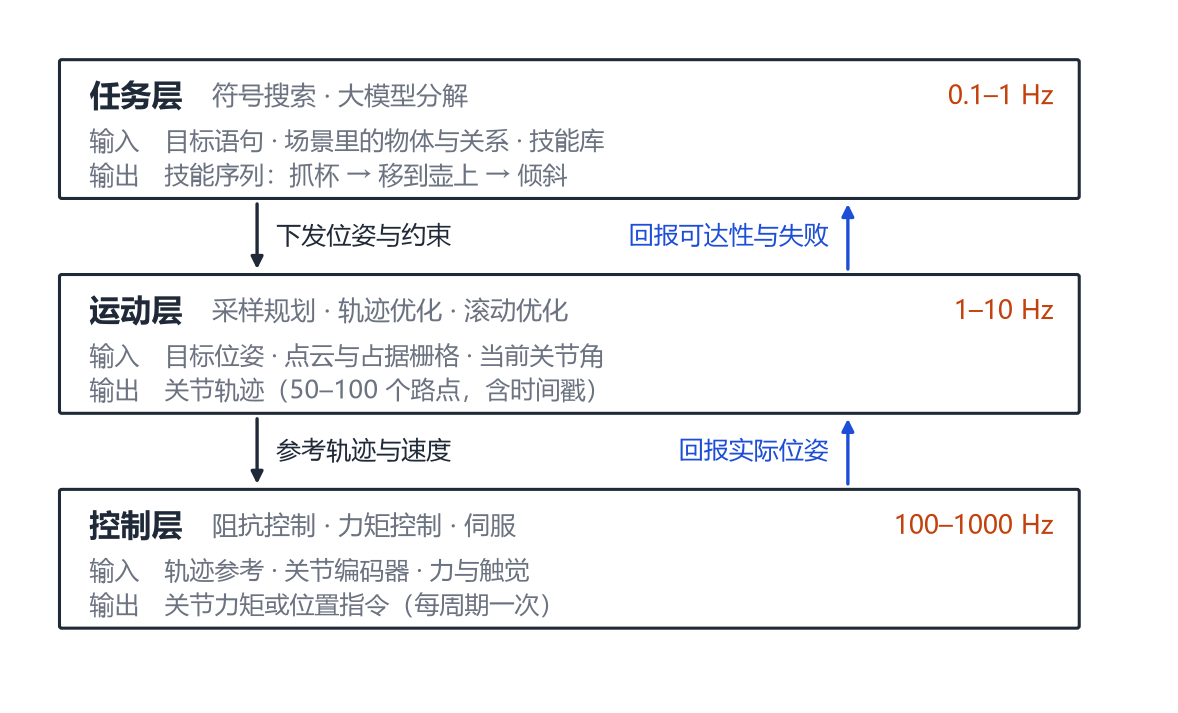 任务层 符号搜索 · 大模型分解 0.1–1 Hz
输入 目标语句 · 场景里的物体与关系 · 技能库
输出 技能序列：抓杯 → 移到壶上 → 倾斜
下发位姿与约束 回报可达性与失败
运动层 采样规划 · 轨迹优化 · 滚动优化 1–10 Hz
输入 目标位姿 · 点云与占据栅格 · 当前关节角
输出 关节轨迹（50–100 个路点，含时间戳）
参考轨迹与速度 回报实际位姿
控制层 阻抗控制 · 力矩控制 · 伺服 100–1000 Hz
输入 轨迹参考 · 关节编码器 · 力与触觉
输出 关节力矩或位置指令（每周期一次）